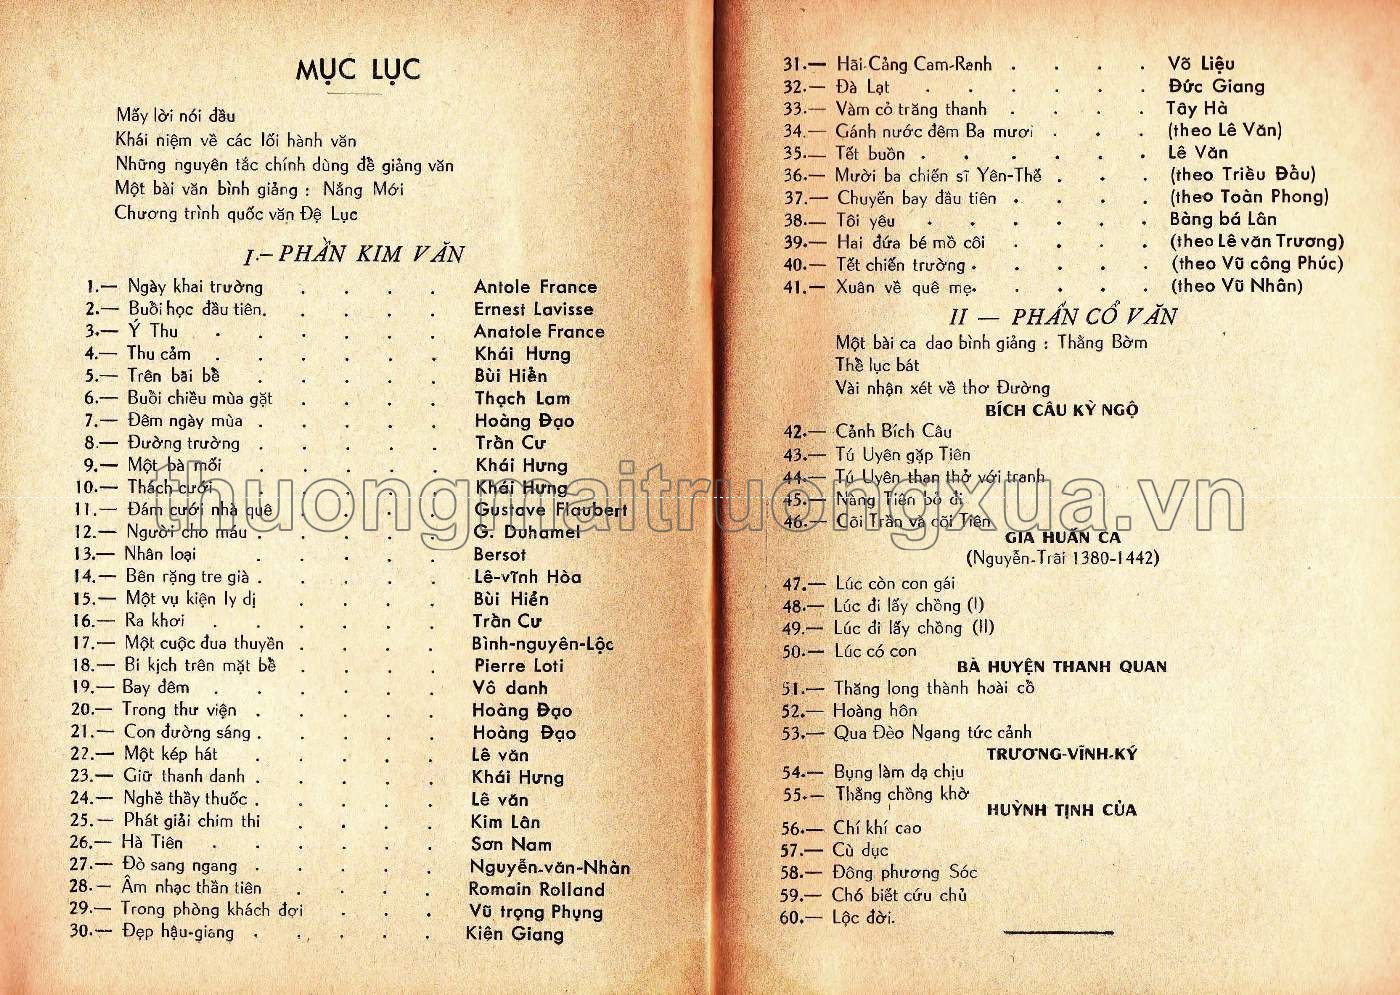 MỤC LỤC
Mấy lời nói đầu
Khái niệm về các lối hành văn
Những nguyên tắc chính dùng để giảng văn
Một bài văn bình giảng : Nắng Mới
Chương trình quốc văn Đệ Lục
I.— PHẦN KIM VĂN
1.— Ngày khai trường . . . . Antole France
2.— Buổi học đầu tiên. . . . . Ernest Lavisse
3.— Ý Thu . . . . . . Anatole France
4.— Thu cảm . . . . . . Khái Hưng
5.— Trên bãi bể . . . . . Bùi Hiển
6.— Buổi chiều mùa gặt . . . . Thạch Lam
7.— Đêm ngày mùa . . . . . Hoàng Đạo
8.— Đường trường . . . . . Trần Cư
9.— Một bà mối . . . . . Khái Hưng
10.— Thách cưới . . . . . Khái Hưng
11.— Đám cưới nhà quê . . . . Gustave Flaubert
12.— Người cho máu . . . . . G. Duhamel
13.— Nhân loại . . . . . Bersot
14.— Bên rặng tre già . . . . . Lê-vĩnh Hòa
15.— Một vụ kiện ly dị . . . . Bùi Hiển
16.— Ra khơi . . . . . . Trần Cư
17.— Một cuộc đua thuyền . . . . Bình-nguyên-Lộc
18.— Bi kịch trên mặt bể . . . . Pierre Loti
19.— Bay đêm . . . . . . Vô danh
20.— Trong thư viện . . . . . Hoàng Đạo
21.— Con đường sáng . . . . . Hoàng Đạo
22.— Một kép hát . . . . . Lê văn
23.— Giữ thanh danh . . . . . Khái Hưng
24.— Nghề thầy thuốc . . . . . Lê văn
25.— Phát giải chim thi . . . . Kim Lân
26.— Hà Tiên . . . . . . Sơn Nam
27.— Đò sang ngang . . . . . Nguyễn-văn-Nhàn
28.— Âm nhạc thần tiên . . . . Romain Rolland
29.— Trong phòng khách đợi . . . Vũ trọng Phụng
30.— Đẹp hậu-giang . . . . . Kiên Giang
31.— Hải-Cảng Cam-Ranh . . . . Võ Liệu
32.— Đà Lạt . . . . . . Đức Giang
33.— Vàm cỏ trăng thanh . . . . Tây Hà
34.— Gánh nước đêm Ba mươi . . . (theo Lê Văn)
35.— Tết buồn . . . . . . Lê Văn
36.— Mười ba chiến sĩ Yên-Thế . . . (theo Triều Đẩu)
37.— Chuyến bay đầu tiên . . . . (theo Toàn Phong)
38.— Tôi yêu . . . . . . Bàng bá Lân
39.— Hai đứa bé mồ côi . . . . (theo Lê văn Trương)
40.— Tết chiến trường . . . . . (theo Vũ công Phúc)
41.— Xuân về quê mẹ. . . . . (theo Vũ Nhân)
II — PHẦN CỔ VĂN
Một bài ca dao bình giảng : Thằng Bờm
Thể lục bát
Vài nhận xét về thơ Đường
BÍCH CÂU KỲ NGỘ
42.— Cảnh Bích Câu
43.— Tú Uyên gặp Tiên
44.— Tú Uyên than thở với tranh
45.— Nàng Tiên bỏ đi
46.— Cõi Trần và cõi Tiên
GIA HUẤN CA
(Nguyễn-Trãi 1380-1442)
47.— Lúc còn con gái
48.— Lúc đi lấy chồng (I)
49.— Lúc đi lấy chồng (II)
50.— Lúc có con
BÀ HUYỆN THANH QUAN
51.— Thăng long thành hoài cổ
52.— Hoàng hôn
53.— Qua Đèo Ngang tức cảnh
TRƯƠNG-VĨNH-KÝ
54.— Bụng làm dạ chịu
55.— Thằng chồng khờ
HUỲNH TỊNH CỦA
56.— Chí khí cao
57.— Cù dục
58.— Đông phương Sóc
59.— Chó biết cứu chủ
60.— Lộc đời.
thuongmaitruongxua.vn